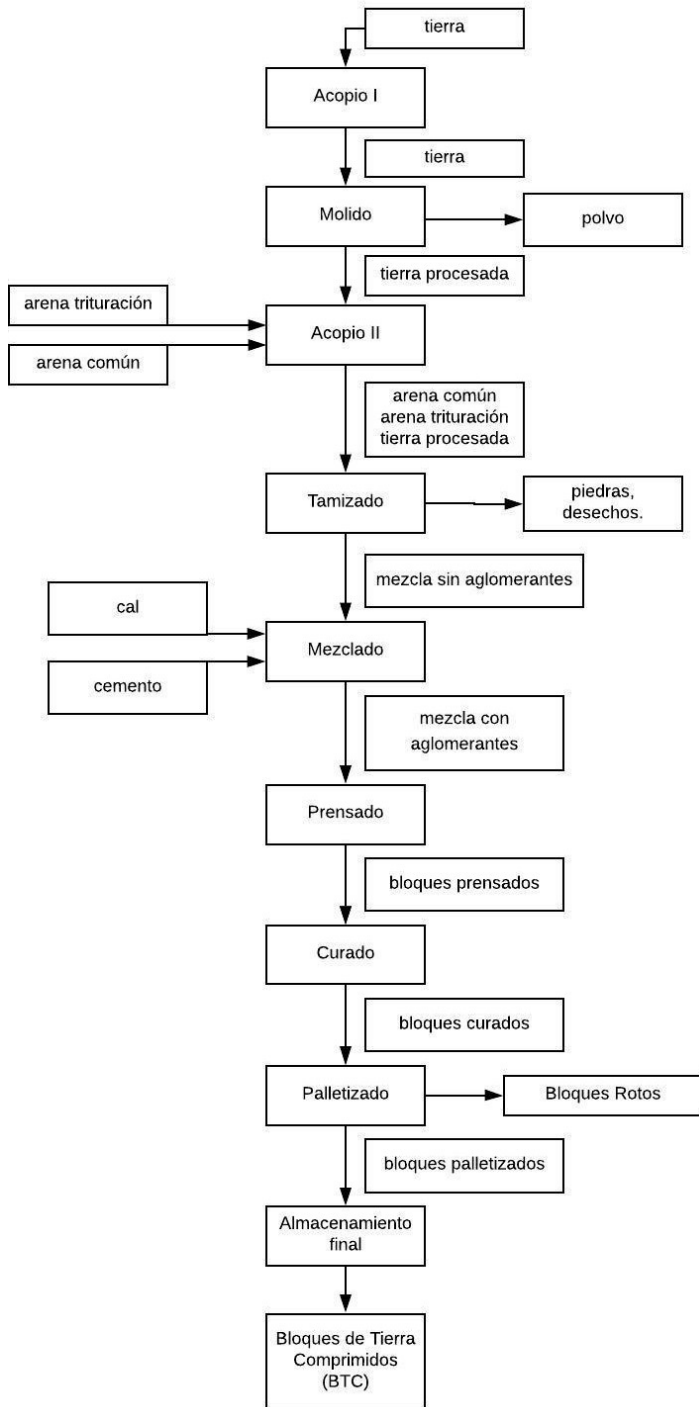 tierra
Acopio I
tierra
Molido
polvo
tierra procesada
arena trituración
Acopio II
arena común
arena común
arena trituración
tierra procesada
Tamizado
piedras,
desechos.
mezcla sin aglomerantes
cal
Mezclado
cemento
mezcla con
aglomerantes
Prensado
bloques prensados
Curado
bloques curados
Palletizado
Bloques Rotos
bloques palletizados
Almacenamiento
final
Bloques de Tierra
Comprimidos
(BTC)